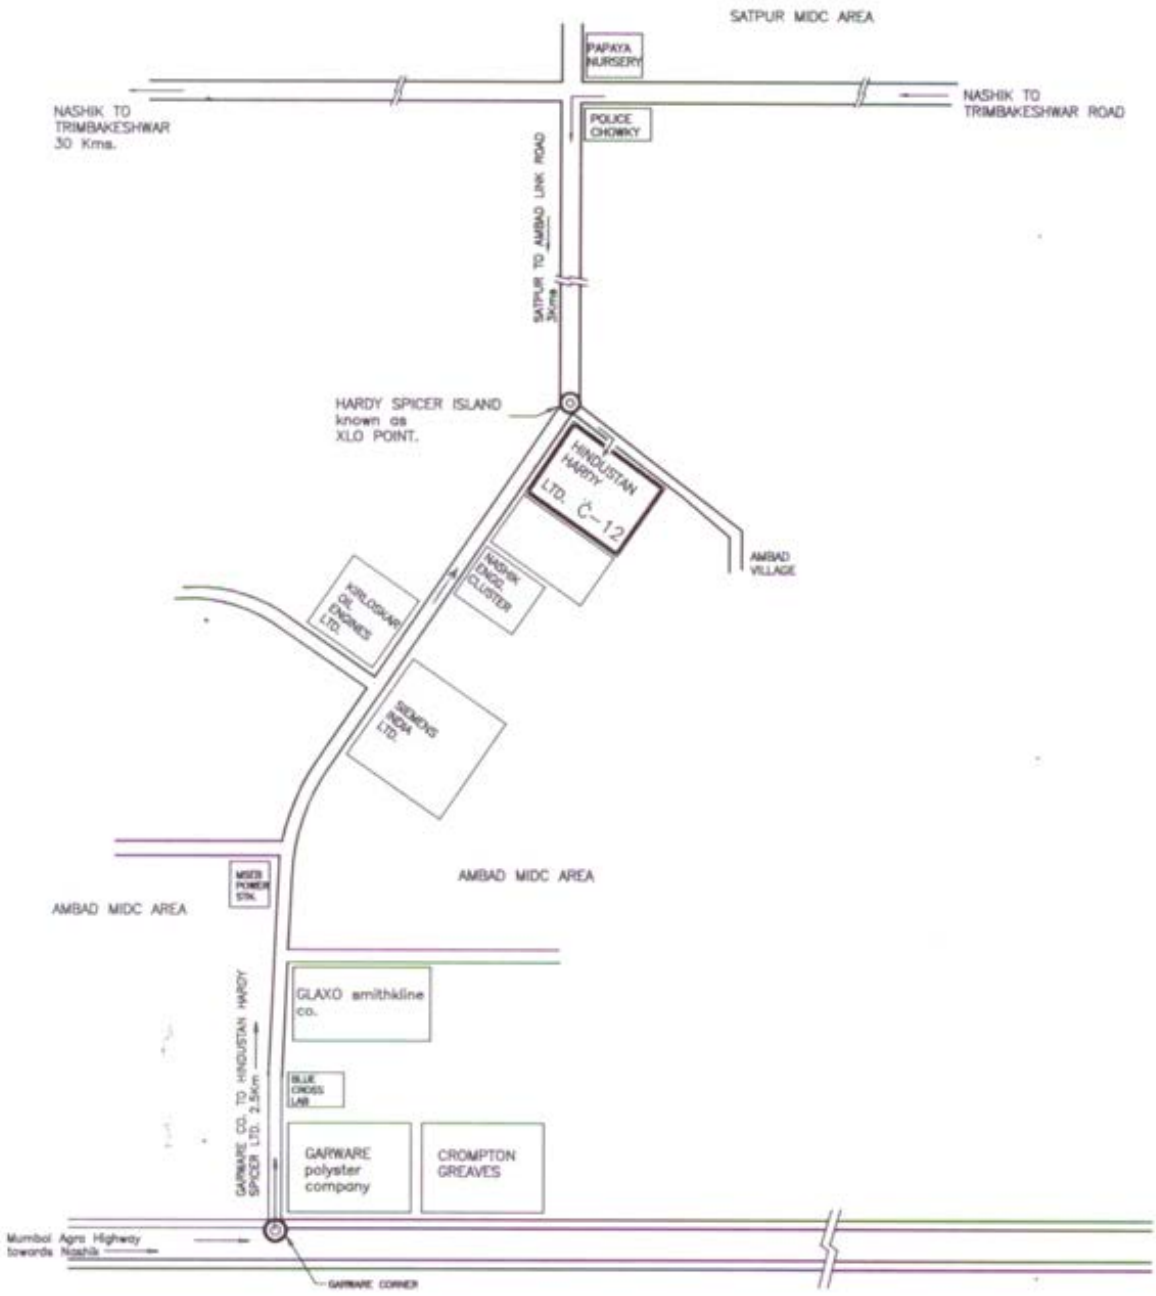 SATPUR MIDC AREA
PAPAYA
NURSERY
NASHIK TO
TRIMBAKESHWAR
30 Kms.
NASHIK TO
TRIMBAKESHWAR ROAD
POLICE
CHOWKY
SATPUR TO AMBAD LINK ROAD
3Kms
HARDY SPICER ISLAND
known as
XLO POINT.
HINDUSTAN
HARDY
LTD. C-12
AMBAD
VILLAGE
NASHIK
ENGG.
CLUSTER
KIRLOSKAR
OIL
ENGINES
LTD.
SIEMENS
INDIA
LTD.
MSEB
POWER
STN.
AMBAD MIDC AREA
AMBAD MIDC AREA
GLAXO smithkline
co.
GARWARE CO. TO HINDUSTAN HARDY
SPICER LTD. 2.5Km
BLUE
CROSS
LAB
GARWARE
polyster
company
CROMPTON
GREAVES
Mumbai Agra Highway
towards Nashik
GARWARE CORNER